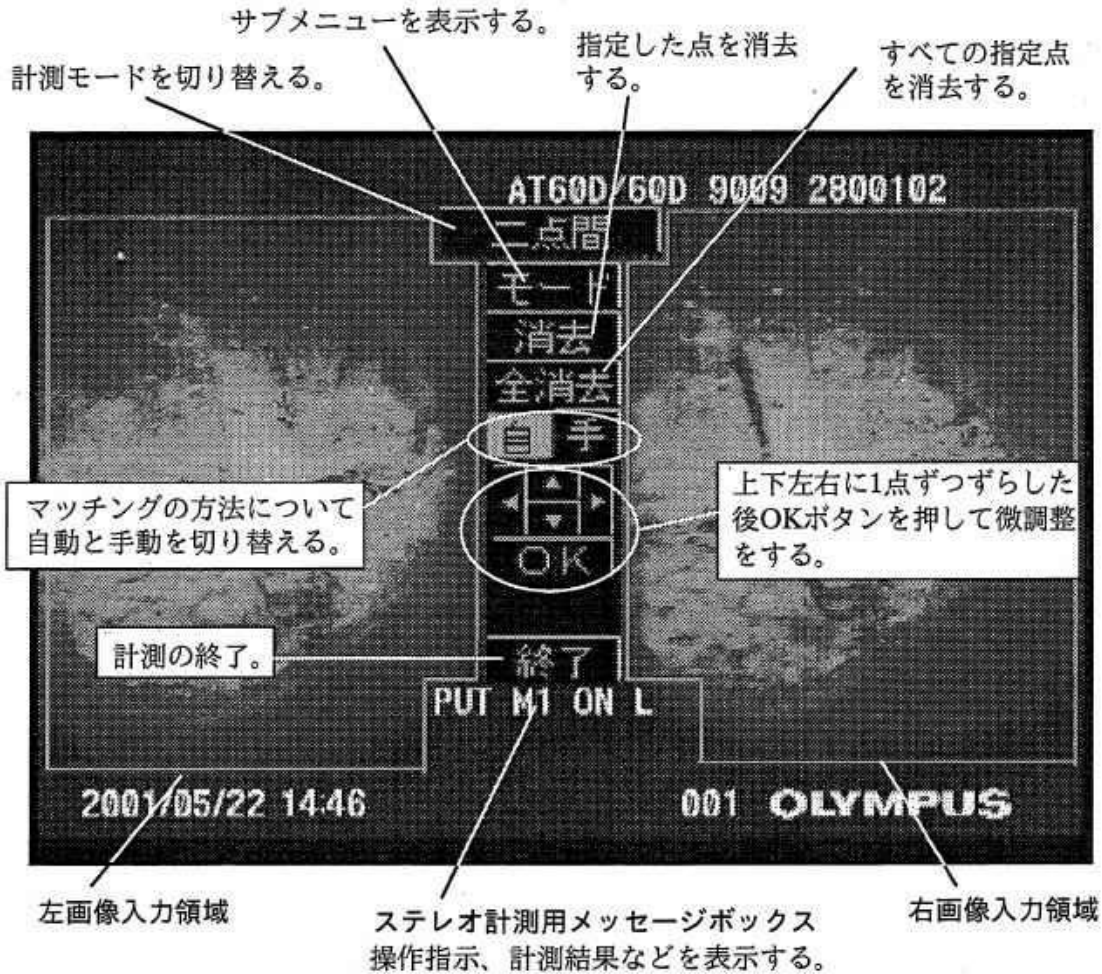 サブメニューを表示する。
計測モードを切り替える。
指定した点を消去
する。
すべての指定点
を消去する。
AT60D/60D 9009 2800102
二点間
モード
消去
全消去
自 手
マッチングの方法について
自動と手動を切り替える。
◀ ▲ ▼ ▶
OK
上下左右に1点ずつずらした
後OKボタンを押して微調整
をする。
計測の終了。
終了
PUT M1 ON L
2001/05/22 14:46
001 OLYMPUS
左画像入力領域
ステレオ計測用メッセージボックス
操作指示、計測結果などを表示する。
右画像入力領域